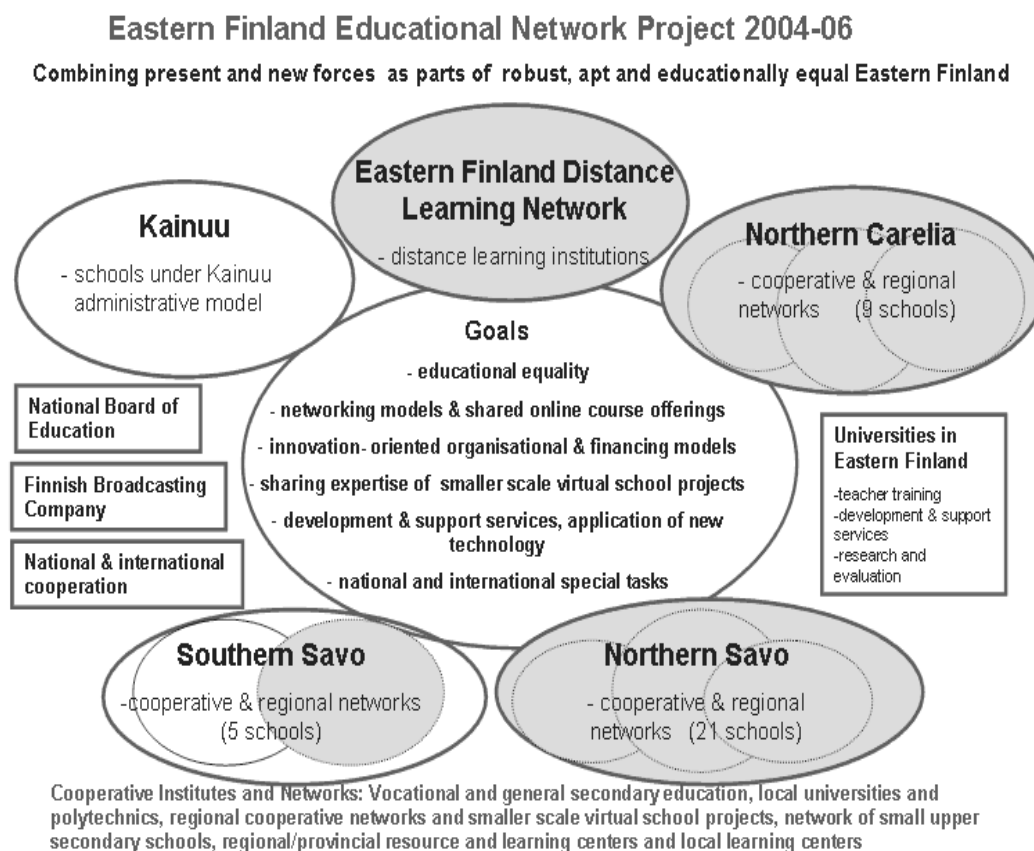 Eastern Finland Educational Network Project 2004-06
Combining present and new forces as parts of robust, apt and educationally equal Eastern Finland
Eastern Finland Distance
Learning Network
- distance learning institutions
Kainuu
- schools under Kainuu
administrative model
Northern Carelia
- cooperative & regional
networks (9 schools)
Goals
- educational equality
- networking models & shared online course offerings
- innovation- oriented organisational & financing models
- sharing expertise of smaller scale virtual school projects
- development & support services, application of new
technology
- national and international special tasks
National Board of
Education
Finnish Broadcasting
Company
National & international
cooperation
Universities in
Eastern Finland
-teacher training
-development & support
services
-research and
evaluation
Southern Savo
-cooperative & regional networks
(5 schools)
Northern Savo
- cooperative & regional
networks (21 schools)
Cooperative Institutes and Networks: Vocational and general secondary education, local universities and
polytechnics, regional cooperative networks and smaller scale virtual school projects, network of small upper
secondary schools, regional/provincial resource and learning centers and local learning centers